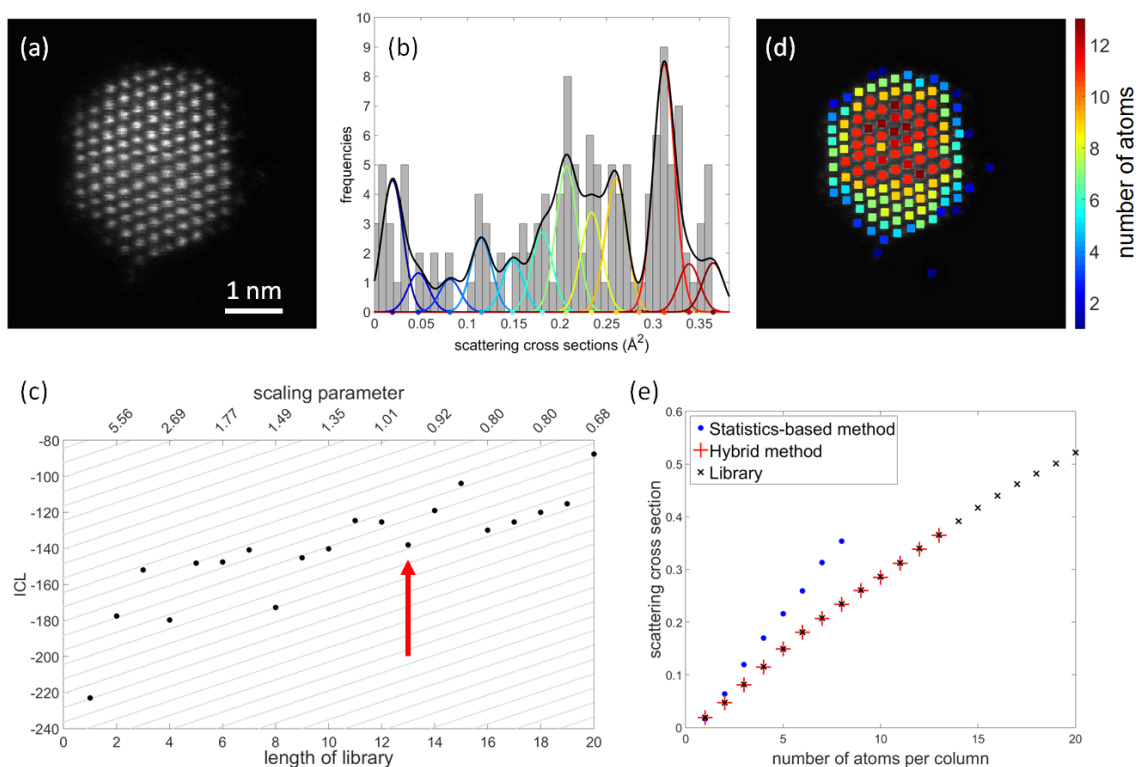 (a)
1 nm
(b)
10
9
8
7
6
5
4
3
2
1
0
frequencies
0 0.05 0.1 0.15 0.2 0.25 0.3 0.35
scattering cross sections (Å²)
(d)
12
10
8
6
4
2
number of atoms
(c)
scaling parameter
5.56 2.69 1.77 1.49 1.35 1.01 0.92 0.80 0.80 0.68
-80
-100
-120
-140
-160
-180
-200
-220
-240
ICL
0 2 4 6 8 10 12 14 16 18 20
length of library
(e)
0.6
0.5
0.4
0.3
0.2
0.1
0
scattering cross section
Statistics-based method
Hybrid method
Library
0 5 10 15 20
number of atoms per column